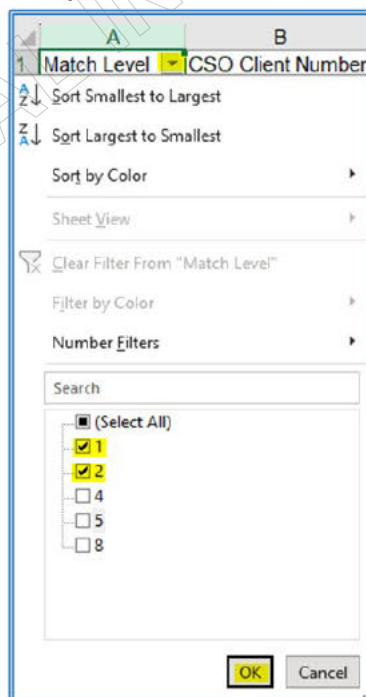 A B
1 Match Level CSO Client Number
Sort Smallest to Largest
Sort Largest to Smallest
Sort by Color
Sheet View
Clear Filter From "Match Level"
Filter by Color
Number Filters
Search
(Select All)
1
2
4
5
8
OK Cancel